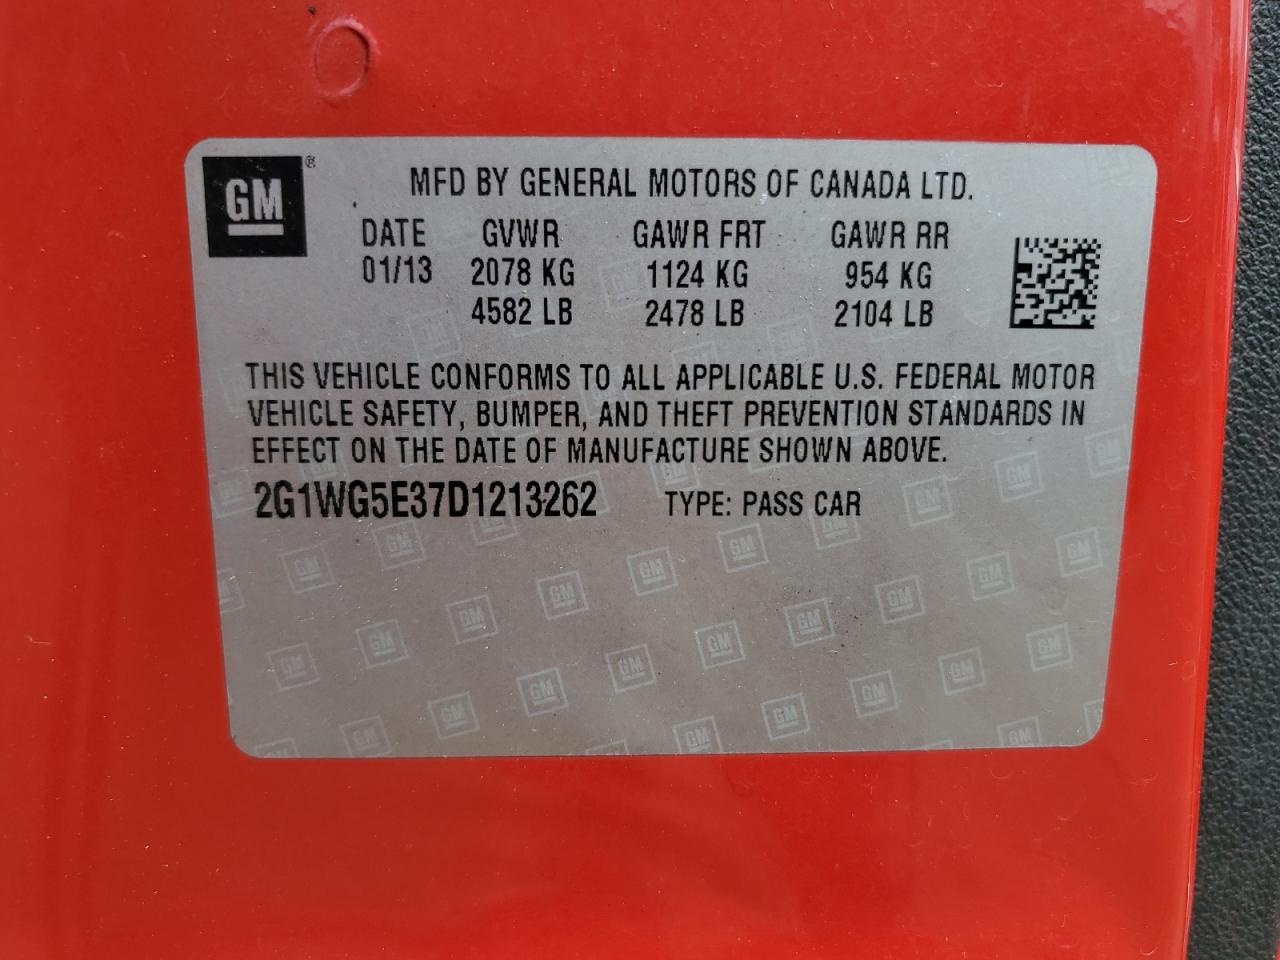 GM ®
MFD BY GENERAL MOTORS OF CANADA LTD.
DATE GVWR GAWR FRT GAWR RR
01/13 2078 KG 1124 KG 954 KG
4582 LB 2478 LB 2104 LB
THIS VEHICLE CONFORMS TO ALL APPLICABLE U.S. FEDERAL MOTOR
VEHICLE SAFETY, BUMPER, AND THEFT PREVENTION STANDARDS IN
EFFECT ON THE DATE OF MANUFACTURE SHOWN ABOVE.
2G1WG5E37D1213262 TYPE: PASS CAR